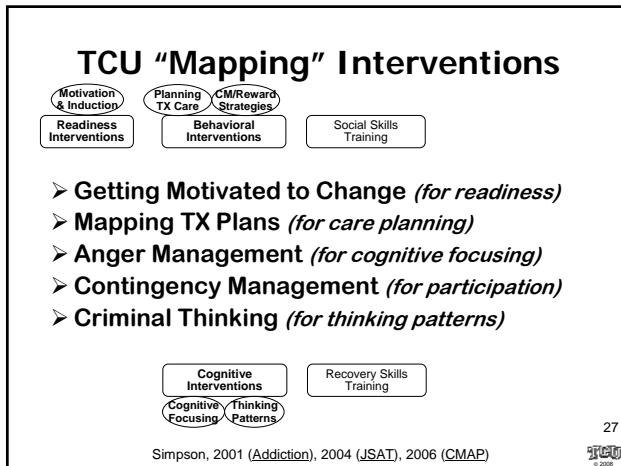 TCU “Mapping” Interventions
Motivation
& Induction
Planning
TX Care
CM/Reward
Strategies
Readiness
Interventions
Behavioral
Interventions
Social Skills
Training
➢ Getting Motivated to Change (for readiness)
➢ Mapping TX Plans (for care planning)
➢ Anger Management (for cognitive focusing)
➢ Contingency Management (for participation)
➢ Criminal Thinking (for thinking patterns)
Cognitive
Interventions
Recovery Skills
Training
Cognitive
Focusing
Thinking
Patterns
27
Simpson, 2001 (Addiction), 2004 (JSAT), 2006 (CMAP)
TCU
© 2008